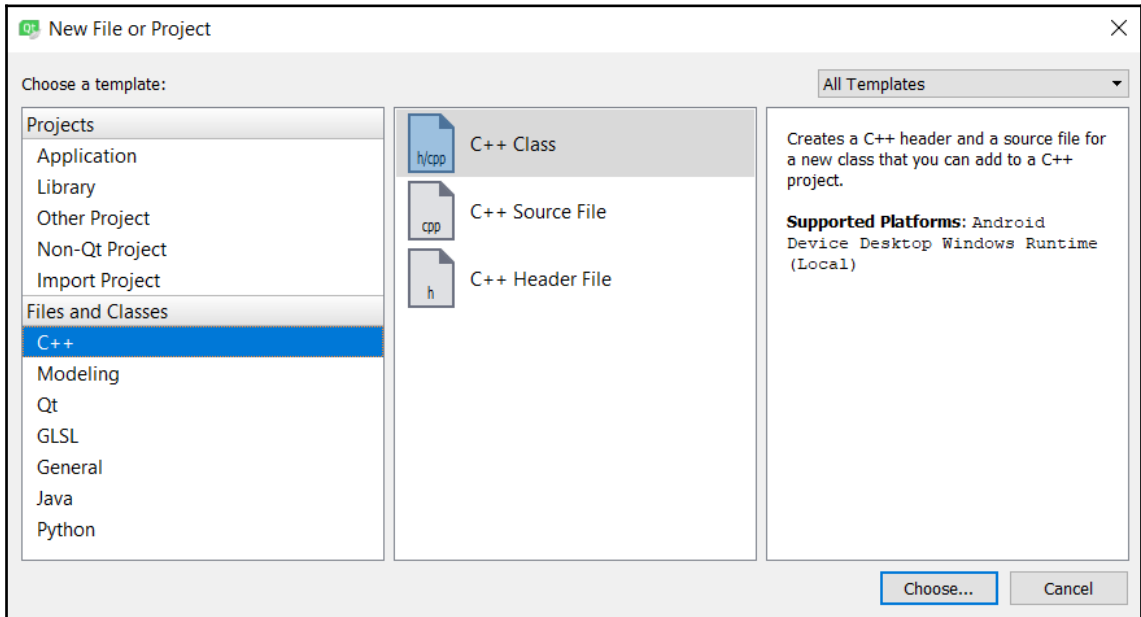 Qt
New File or Project
Choose a template:
All Templates
Projects
Application
Library
Other Project
Non-Qt Project
Import Project
Files and Classes
C++
Modeling
Qt
GLSL
General
Java
Python
h/cpp
C++ Class
cpp
C++ Source File
h
C++ Header File
Creates a C++ header and a source file for
a new class that you can add to a C++
project.
Supported Platforms: Android
Device Desktop Windows Runtime
(Local)
Choose...
Cancel